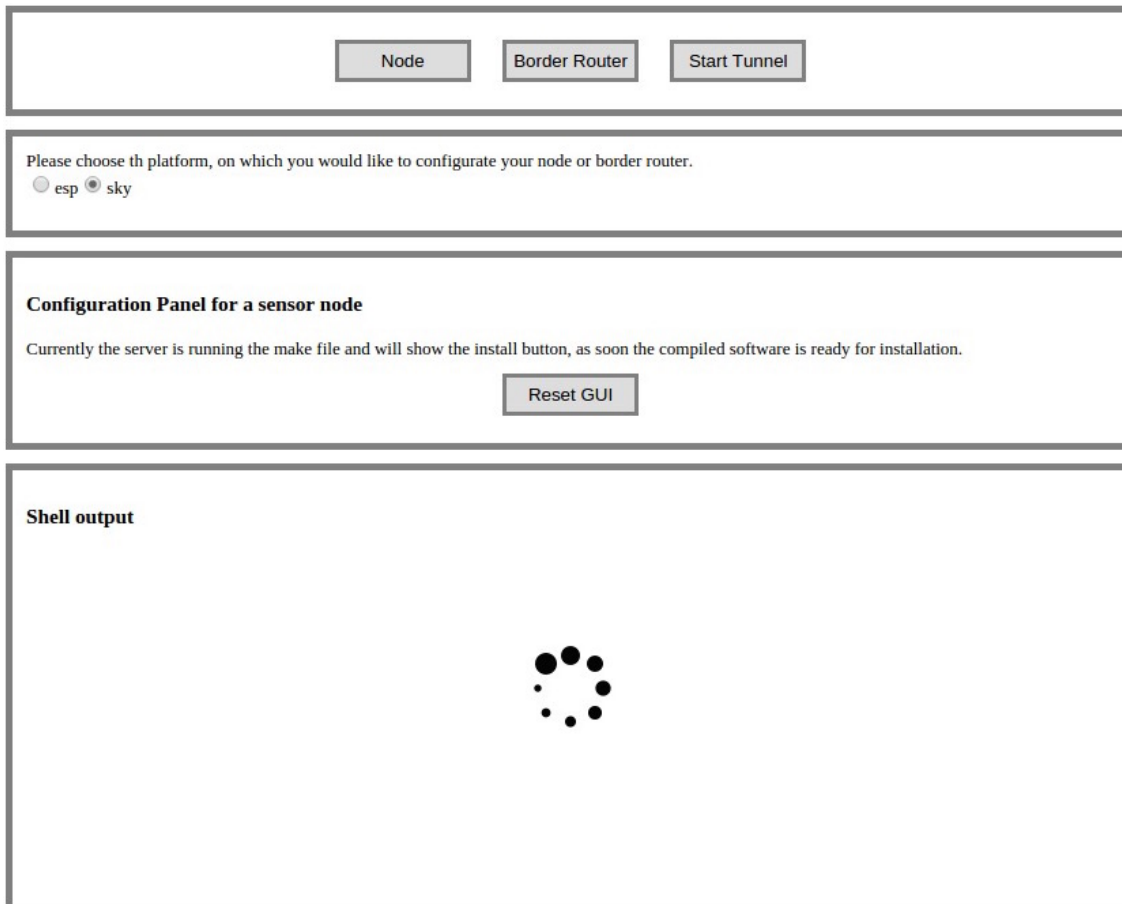 Node Border Router Start Tunnel
Please choose th platform, on which you would like to configurate your node or border router.
esp sky
Configuration Panel for a sensor node
Currently the server is running the make file and will show the install button, as soon the compiled software is ready for installation.
Reset GUI
Shell output